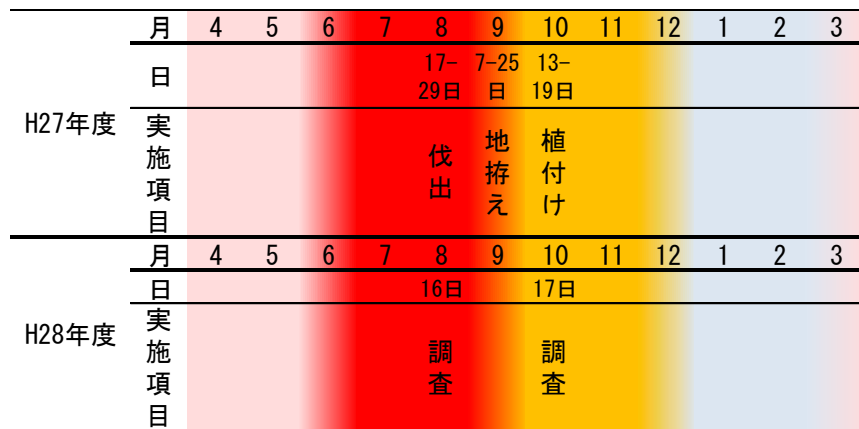 月 4 5 6 7 8 9 10 11 12 1 2 3
H27年度
日 17-29日 7-25日 13-19日
実施項目 伐出 地拵え 植付け
月 4 5 6 7 8 9 10 11 12 1 2 3
H28年度
日 16日 17日
実施項目 調査 調査